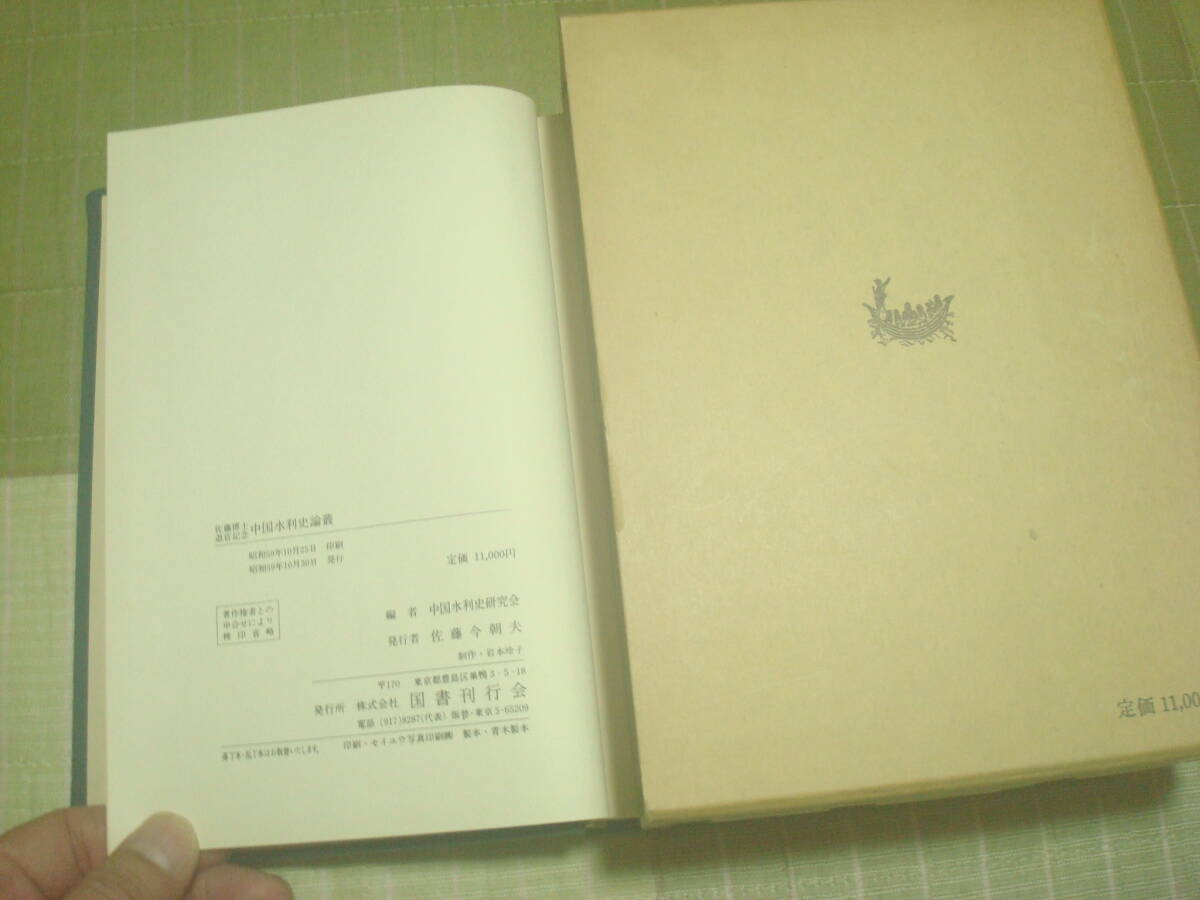 佐藤博士
退官記念 中国水利史論叢
昭和59年10月25日 印刷
昭和59年10月30日 発行
定価 11,000円
著作権者との
申合せにより
検印省略
編 者 中国水利史研究会
発行者 佐藤今朝夫
制作・岩本玲子
〒170 東京都豊島区巣鴨3-5-18
発行所 株式会社 国書刊行会
電話 (917)8287(代表) 振替・東京5-65209
落丁本・乱丁本はお取替いたします。 印刷・セイユウ写真印刷㈱ 製本・青木製本
定価 11,00